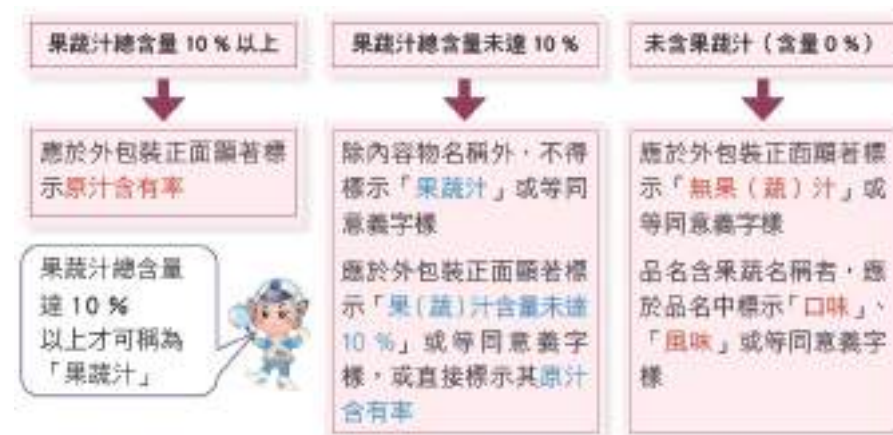 果蔬汁總含量 10 % 以上
應於外包裝正面顯著標
示原汁含有率
果蔬汁總含量
達 10 %
以上才可稱為
「果蔬汁」
果蔬汁總含量未達 10 %
除內容物名稱外，不得
標示「果蔬汁」或等同
意義字樣
應於外包裝正面顯著標
示「果(蔬)汁含量未達
10 %」或等同意義字
樣，或直接標示其原汁
含有率
未含果蔬汁（含量 0 %）
應於外包裝正面顯著標
示「無果（蔬）汁」或
等同意義字樣
品名含果蔬名稱者，應
於品名中標示「口味」、
「風味」或等同意義字
樣